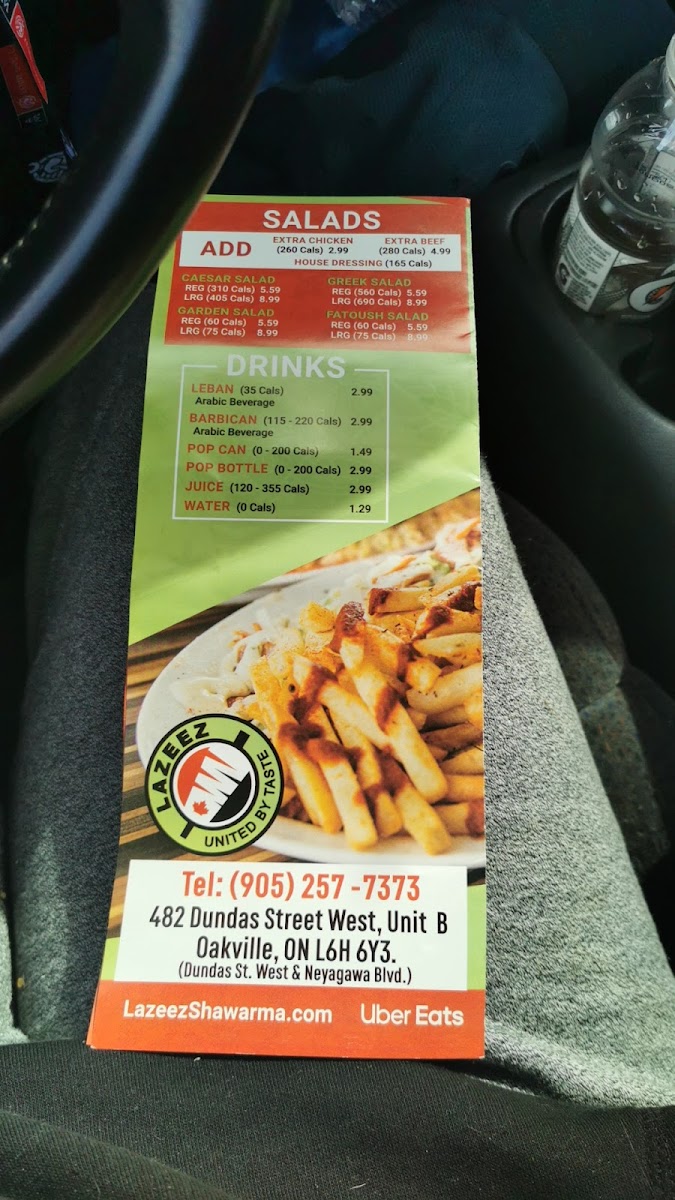 SALADS
ADD
EXTRA CHICKEN
(260 Cals) 2.99
EXTRA BEEF
(280 Cals) 4.99
HOUSE DRESSING (165 Cals)
CAESAR SALAD
REG (310 Cals) 5.59
LRG (405 Cals) 8.99
GREEK SALAD
REG (560 Cals) 5.59
LRG (690 Cals) 8.99
GARDEN SALAD
REG (60 Cals) 5.59
LRG (75 Cals) 8.99
FATOUSH SALAD
REG (60 Cals) 5.59
LRG (75 Cals) 8.99
DRINKS
LEBAN (35 Cals) 2.99
Arabic Beverage
BARBICAN (115 - 220 Cals) 2.99
Arabic Beverage
POP CAN (0 - 200 Cals) 1.49
POP BOTTLE (0 - 200 Cals) 2.99
JUICE (120 - 355 Cals) 2.99
WATER (0 Cals) 1.29
LAZEEZ
UNITED BY TASTE
Tel: (905) 257 -7373
482 Dundas Street West, Unit B
Oakville, ON L6H 6Y3.
(Dundas St. West & Neyagawa Blvd.)
LazeezShawarma.com Uber Eats